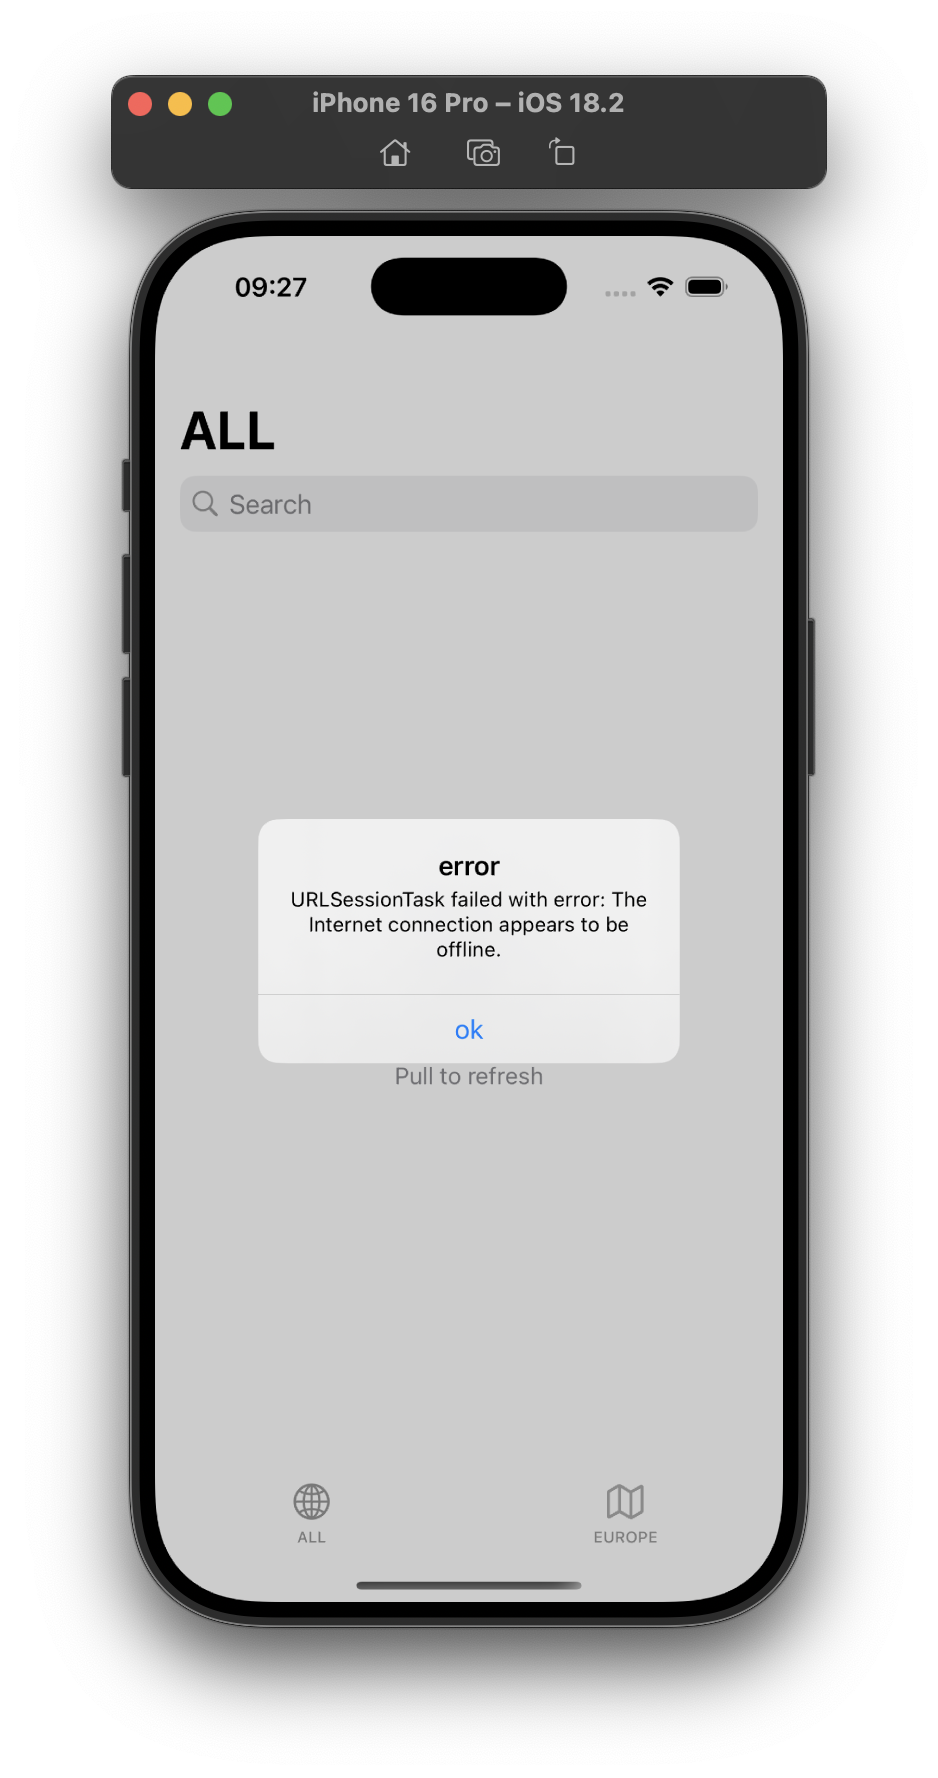 iPhone 16 Pro – iOS 18.2
09:27
ALL
Search
error
URLSessionTask failed with error: The
Internet connection appears to be
offline.
ok
Pull to refresh
ALL
EUROPE